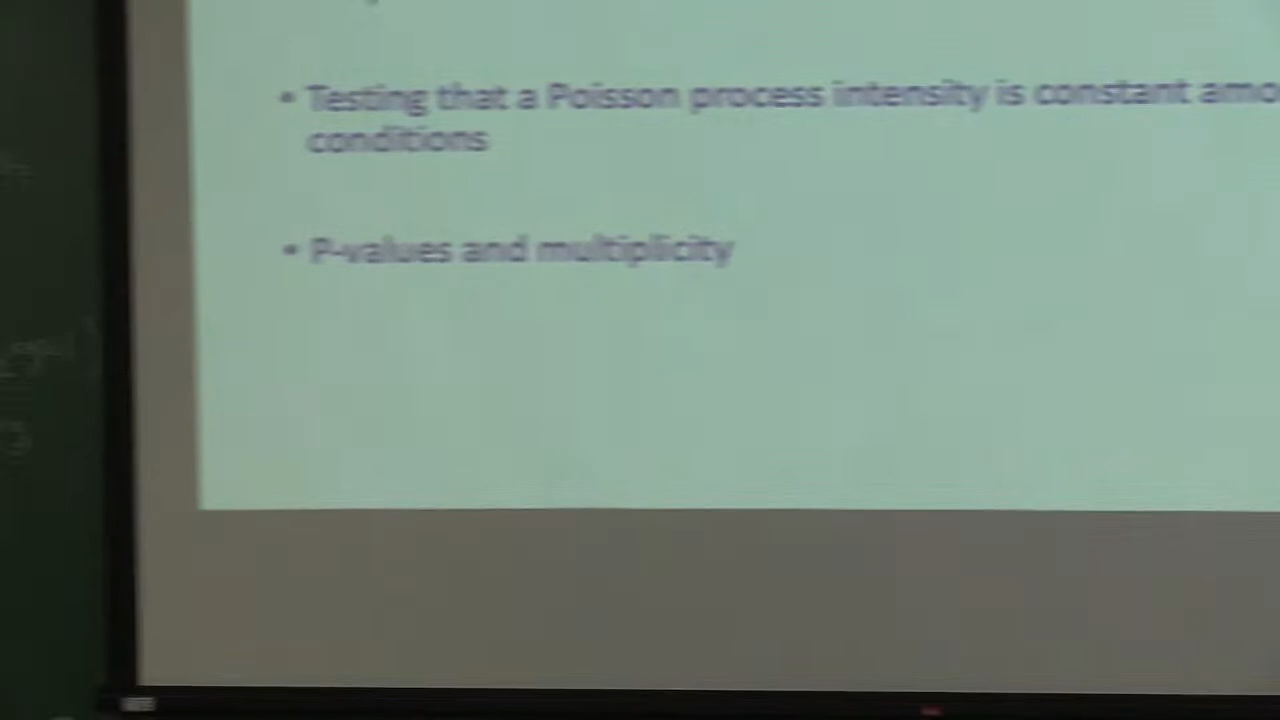 • Testing that a Poisson process intensity is constant amo
conditions
• P-values and multiplicity